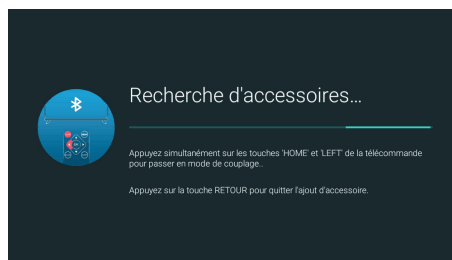 Recherche d'accessoires...
Appuyez simultanément sur les touches 'HOME' et 'LEFT' de la télécommande
pour passer en mode de couplage..
Appuyez sur la touche RETOUR pour quitter l'ajout d'accessoire.